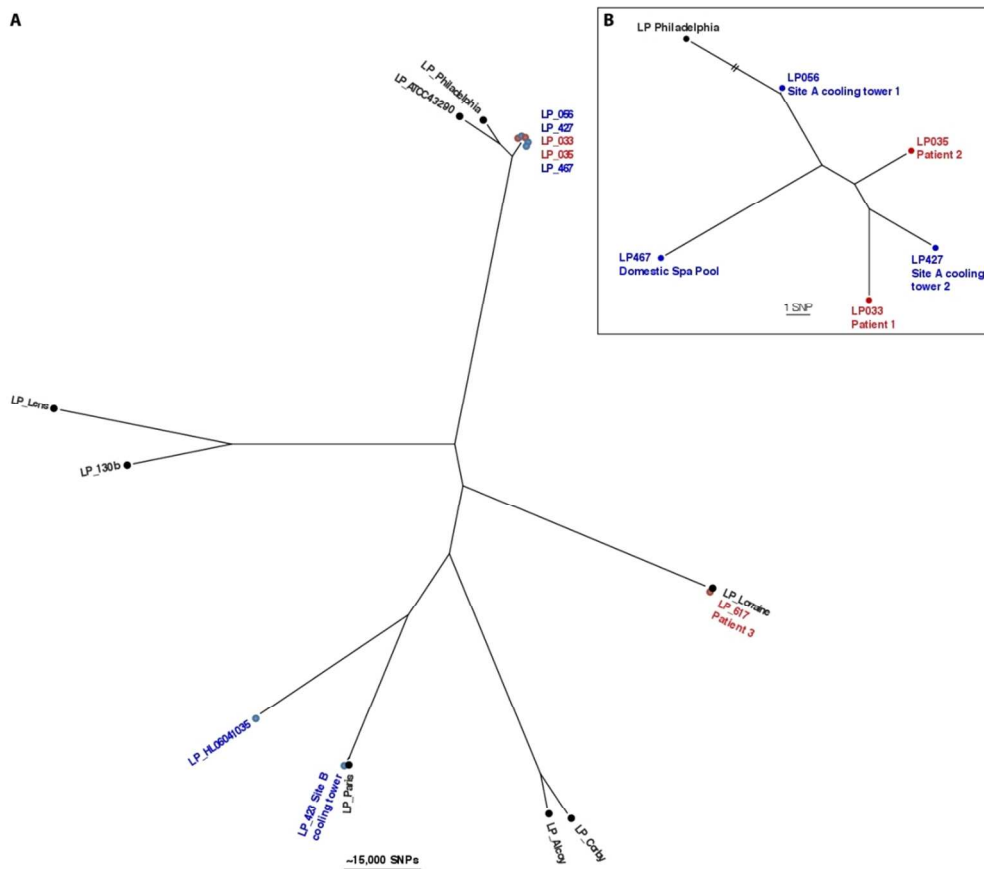 A
LP_Philadelphia
LP_ATCC43290
LP_056
LP_427
LP_033
LP_035
LP_467
LP_Lens
LP_130b
LP_Lorraine
LP_617
Patient 3
LP_HL06041035
LP_423 Site B
cooling tower
LP_Paris
LP_Alcoy
LP_Corby
~15,000 SNPs
B
LP Philadelphia
LP056
Site A cooling tower 1
LP035
Patient 2
LP467
Domestic Spa Pool
LP427
Site A cooling
tower 2
LP033
Patient 1
1 SNP